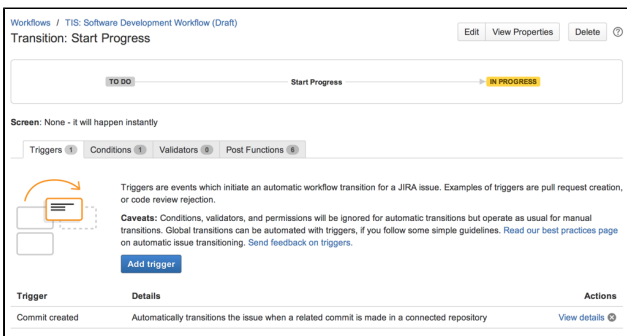 Workflows / TIS: Software Development Workflow (Draft)
Transition: Start Progress
Edit View Properties Delete ?
TO DO Start Progress IN PROGRESS
Screen: None - it will happen instantly
Triggers 1 Conditions 1 Validators 0 Post Functions 6
Triggers are events which initiate an automatic workflow transition for a JIRA issue. Examples of triggers are pull request creation,
or code review rejection.
Caveats: Conditions, validators, and permissions will be ignored for automatic transitions but operate as usual for manual
transitions. Global transitions can be automated with triggers, if you follow some simple guidelines. Read our best practices page
on automatic issue transitioning. Send feedback on triggers.
Add trigger
Trigger Details Actions
Commit created Automatically transitions the issue when a related commit is made in a connected repository View details